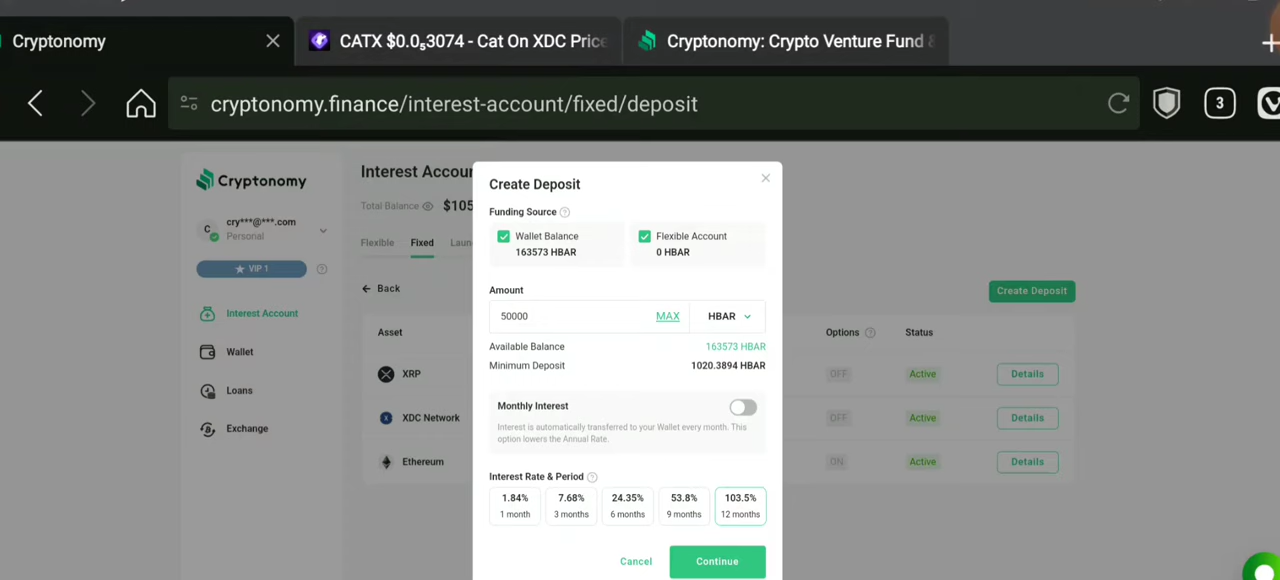 Cryptonomy
CATX $0.0₅3074 - Cat On XDC Price
Cryptonomy: Crypto Venture Fund &
3
cryptonomy.finance/interest-account/fixed/deposit
Cryptonomy
C
cry***@***.com
Personal
VIP 1
Interest Account
Wallet
Loans
Exchange
Interest Accou
Total Balance
$105
Flexible
Fixed
Laun
Back
Create Deposit
Asset
Options
Status
XRP
OFF
Active
Details
XDC Network
OFF
Active
Details
Ethereum
ON
Active
Details
Create Deposit
Funding Source
Wallet Balance
163573 HBAR
Flexible Account
0 HBAR
Amount
50000
MAX
HBAR
Available Balance
163573 HBAR
Minimum Deposit
1020.3894 HBAR
Monthly Interest
Interest is automatically transferred to your Wallet every month. This
option lowers the Annual Rate.
Interest Rate & Period
1.84%
1 month
7.68%
3 months
24.35%
6 months
53.8%
9 months
103.5%
12 months
Cancel
Continue